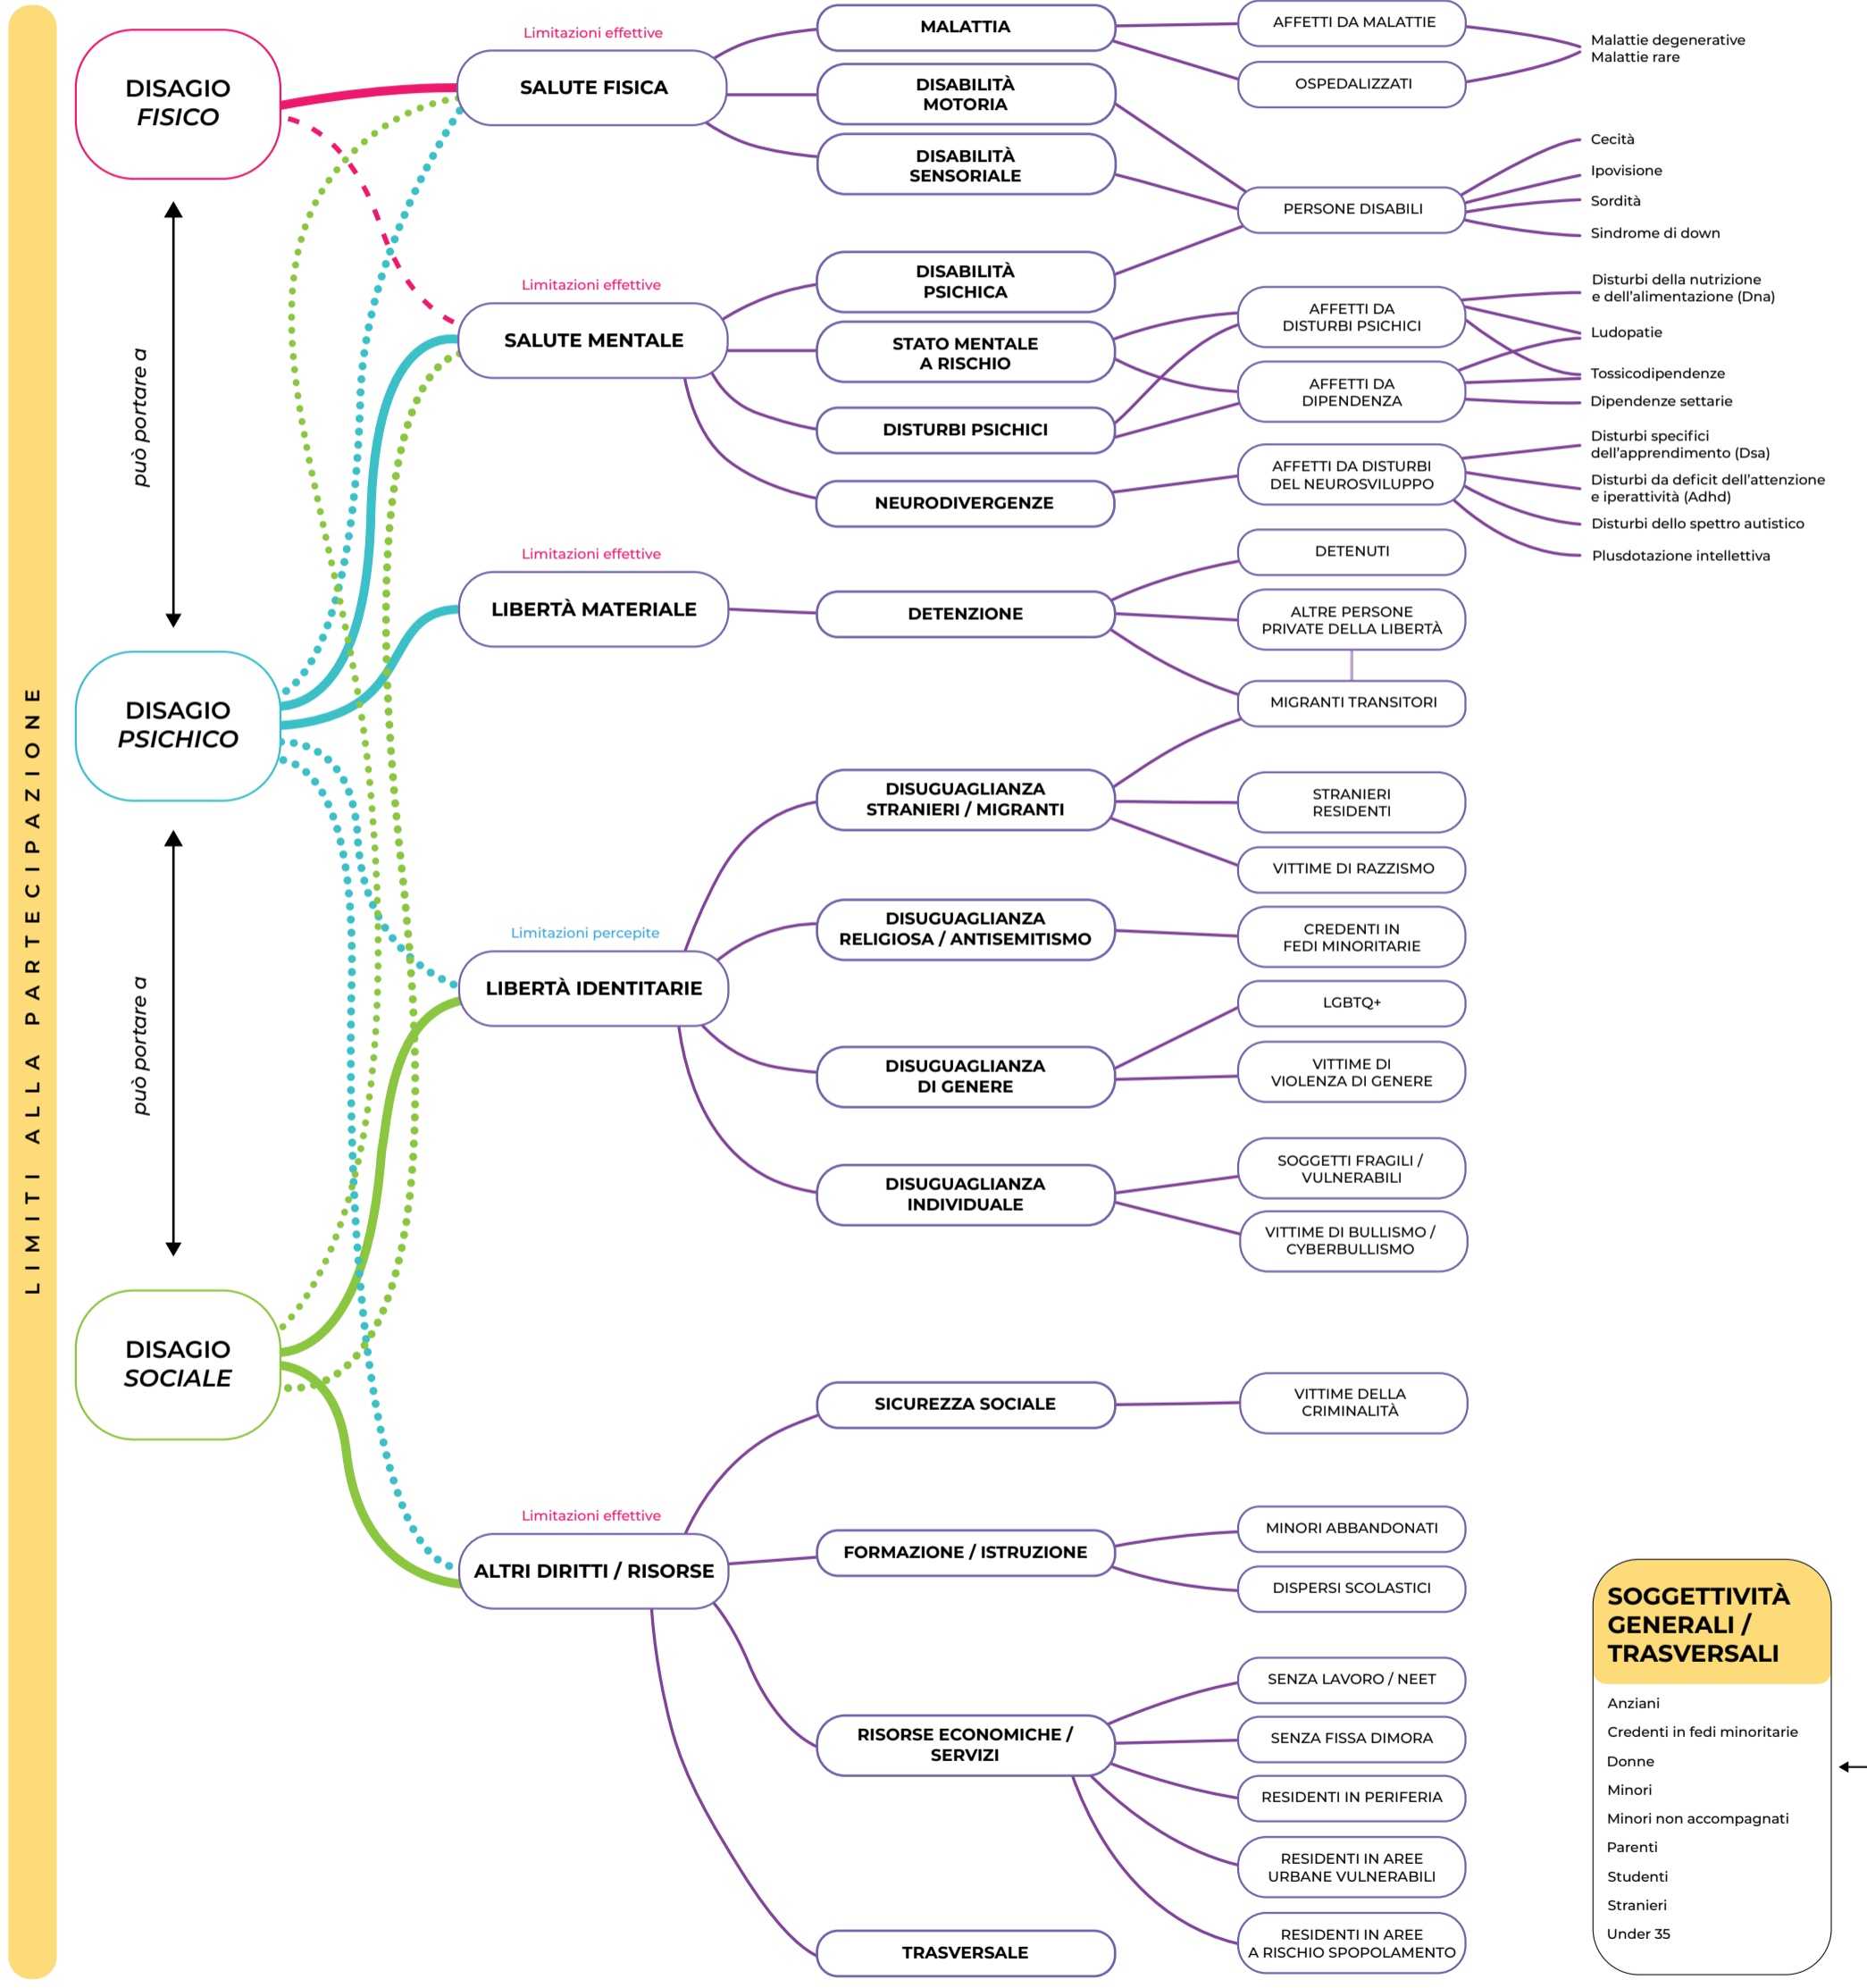 LIMITI ALLA PARTECIPAZIONE
DISAGIO
FISICO
può portare a
DISAGIO
PSICHICO
può portare a
DISAGIO
SOCIALE
Limitazioni effettive
SALUTE FISICA
Limitazioni effettive
SALUTE MENTALE
Limitazioni effettive
LIBERTÀ MATERIALE
Limitazioni percepite
LIBERTÀ IDENTITARIE
Limitazioni effettive
ALTRI DIRITTI / RISORSE
MALATTIA
DISABILITÀ
MOTORIA
DISABILITÀ
SENSORIALE
DISABILITÀ
PSICHICA
STATO MENTALE
A RISCHIO
DISTURBI PSICHICI
NEURODIVERGENZE
DETENZIONE
DISUGUAGLIANZA
STRANIERI / MIGRANTI
DISUGUAGLIANZA
RELIGIOSA / ANTISEMITISMO
DISUGUAGLIANZA
DI GENERE
DISUGUAGLIANZA
INDIVIDUALE
SICUREZZA SOCIALE
FORMAZIONE / ISTRUZIONE
RISORSE ECONOMICHE /
SERVIZI
TRASVERSALE
AFFETTI DA MALATTIE
OSPEDALIZZATI
PERSONE DISABILI
AFFETTI DA
DISTURBI PSICHICI
AFFETTI DA
DIPENDENZA
AFFETTI DA DISTURBI
DEL NEUROSVILUPPO
DETENUTI
ALTRE PERSONE
PRIVATE DELLA LIBERTÀ
MIGRANTI TRANSITORI
STRANIERI
RESIDENTI
VITTIME DI RAZZISMO
CREDENTI IN
FEDI MINORITARIE
LGBTQ+
VITTIME DI
VIOLENZA DI GENERE
SOGGETTI FRAGILI /
VULNERABILI
VITTIME DI BULLISMO /
CYBERBULLISMO
VITTIME DELLA
CRIMINALITÀ
MINORI ABBANDONATI
DISPERSI SCOLASTICI
SENZA LAVORO / NEET
SENZA FISSA DIMORA
RESIDENTI IN PERIFERIA
RESIDENTI IN AREE
URBANE VULNERABILI
RESIDENTI IN AREE
A RISCHIO SPOPOLAMENTO
Malattie degenerative
Malattie rare
Cecità
Ipovisione
Sordità
Sindrome di down
Disturbi della nutrizione
e dell'alimentazione (Dna)
Ludopatie
Tossicodipendenze
Dipendenze settarie
Disturbi specifici
dell'apprendimento (Dsa)
Disturbi da deficit dell'attenzione
e iperattività (Adhd)
Disturbi dello spettro autistico
Plusdotazione intellettiva
SOGGETTIVITÀ
GENERALI /
TRASVERSALI
Anziani
Credenti in fedi minoritarie
Donne
Minori
Minori non accompagnati
Parenti
Studenti
Stranieri
Under 35